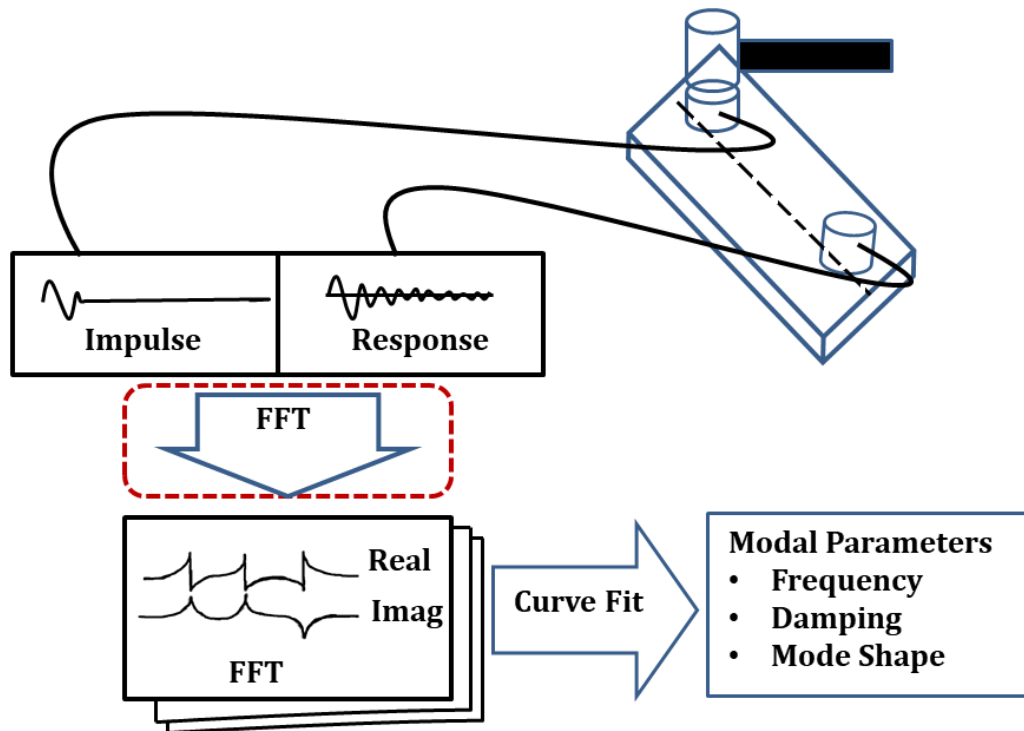 Impulse
Response
FFT
Real
Imag
FFT
Curve Fit
Modal Parameters
• Frequency
• Damping
• Mode Shape